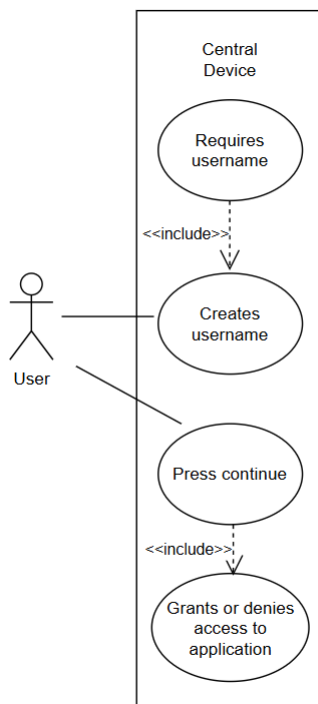 Central
Device
Requires
username
<<include>>
Creates
username
User
Press continue
<<include>>
Grants or denies
access to
application